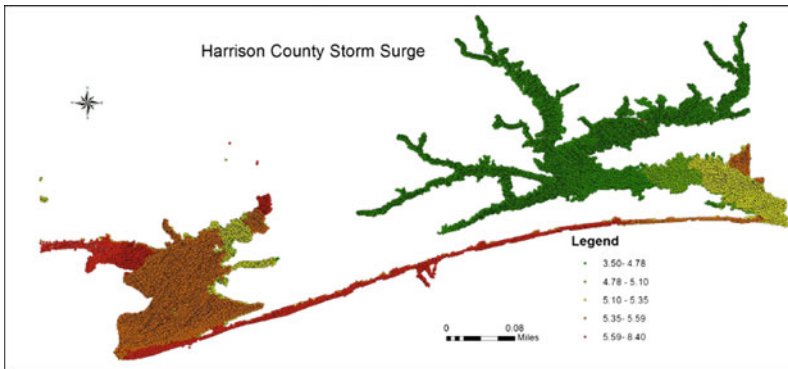 Harrison County Storm Surge
Legend
3.50- 4.78
4.78 - 5.10
5.10 - 5.35
5.35 - 5.59
5.59- 8.40
0 0.08
Miles